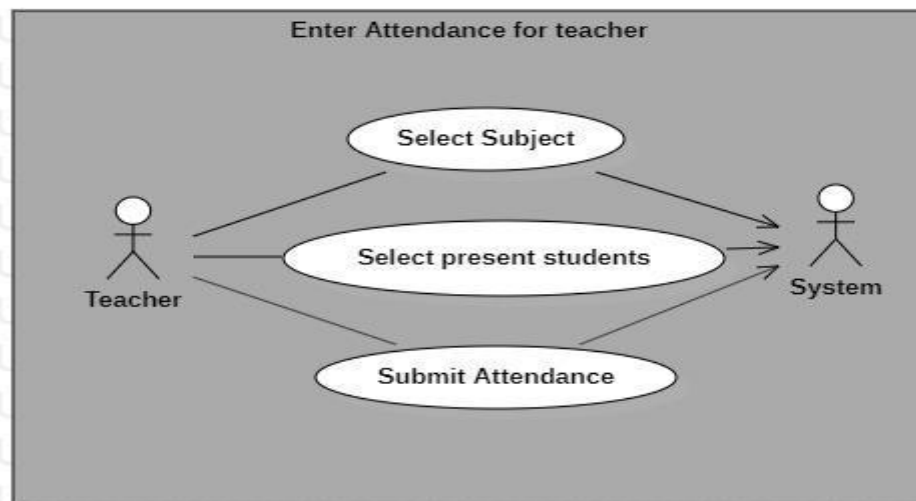 Enter Attendance for teacher
Select Subject
Select present students
Teacher
System
Submit Attendance